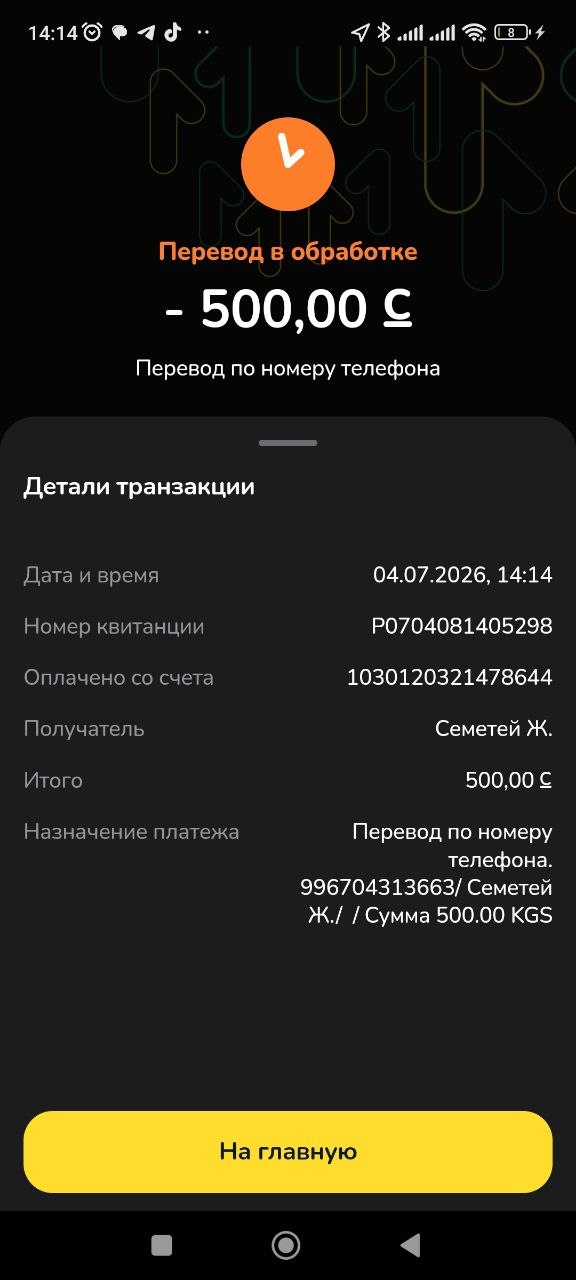 14:14
8
Перевод в обработке
- 500,00 С
Перевод по номеру телефона
Детали транзакции
Дата и время 04.07.2026, 14:14
Номер квитанции P0704081405298
Оплачено со счета 1030120321478644
Получатель Семетей Ж.
Итого 500,00 С
Назначение платежа Перевод по номеру
телефона.
996704313663/ Семетей
Ж./ / Сумма 500.00 KGS
На главную